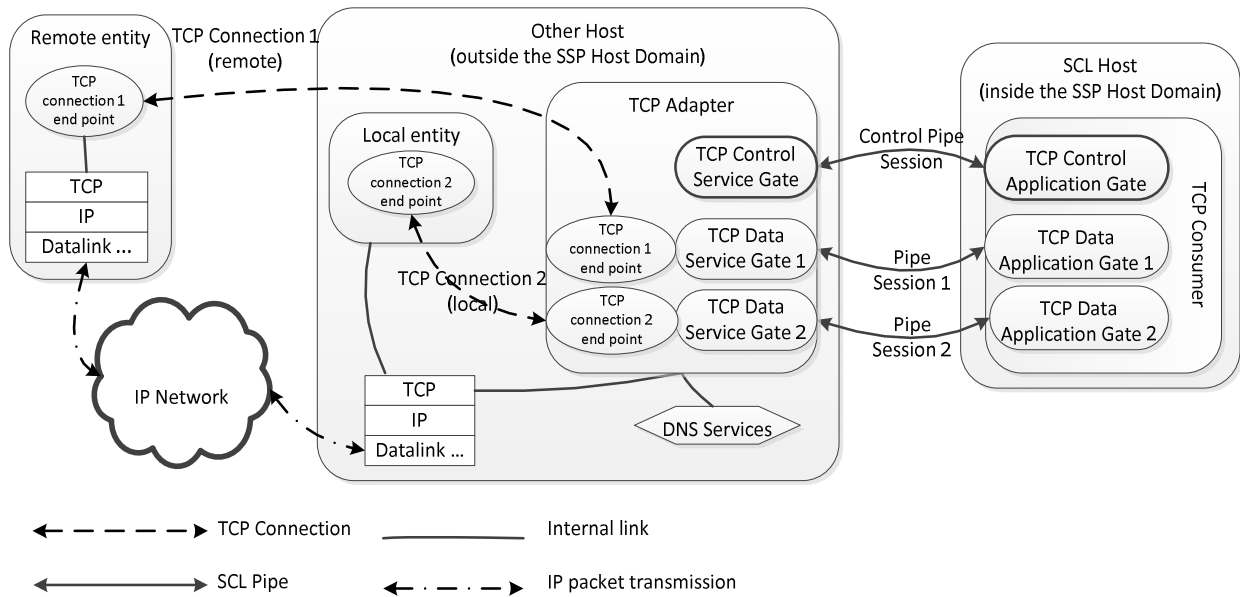 Remote entity
TCP
connection 1
end point
TCP
IP
Datalink ...
TCP Connection 1
(remote)
IP Network
Other Host
(outside the SSP Host Domain)
Local entity
TCP
connection 2
end point
TCP Connection 2
(local)
TCP
IP
Datalink ...
TCP Adapter
TCP Control
Service Gate
TCP
connection 1
end point
TCP Data
Service Gate 1
TCP
connection 2
end point
TCP Data
Service Gate 2
DNS Services
Control Pipe
Session
Pipe
Session 1
Pipe
Session 2
SCL Host
(inside the SSP Host Domain)
TCP Control
Application Gate
TCP Data
Application Gate 1
TCP Data
Application Gate 2
TCP Consumer
TCP Connection
Internal link
SCL Pipe
IP packet transmission